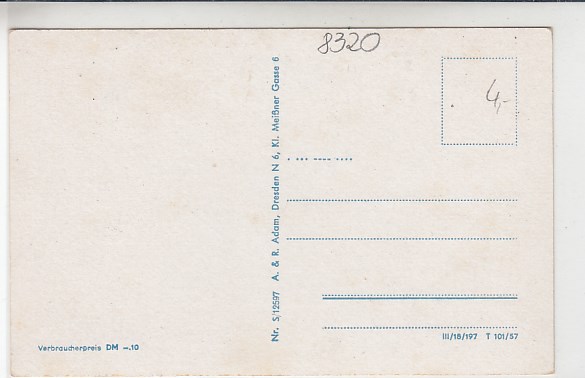 8320
4,-
Nr. S/12597 A. & R. Adam, Dresden N 6, Kl. Meißner Gasse 6
Verbraucherpreis DM –.10
III/18/197 T 101/57